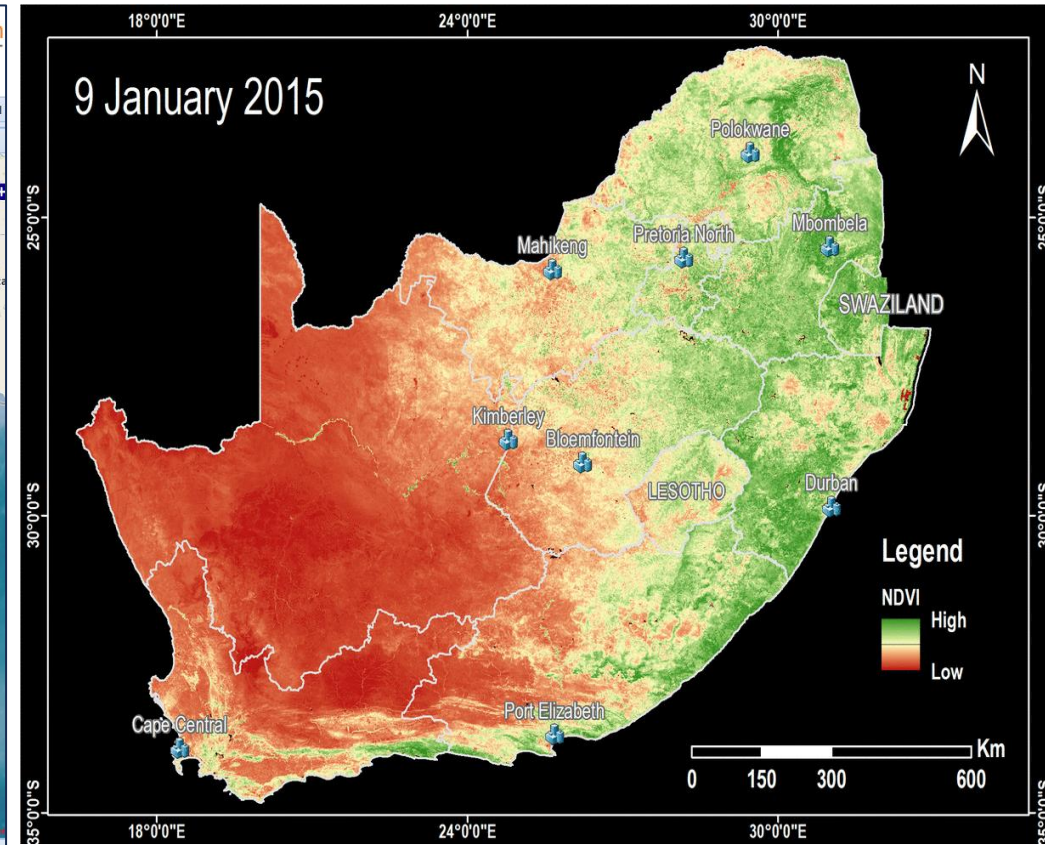 18°0'0"E 24°0'0"E 30°0'0"E
9 January 2015
N
Polokwane
25°0'0"S 25°0'0"S
Mbombela
Pretoria North
Mahikeng
SWAZILAND
Kimberley
Bloemfontein
LESOTHO
Durban
30°0'0"S 30°0'0"S
Legend
NDVI
High
Low
Port Elizabeth
Cape Central
Km
0 150 300 600
35°0'0"S 35°0'0"S
18°0'0"E 24°0'0"E 30°0'0"E